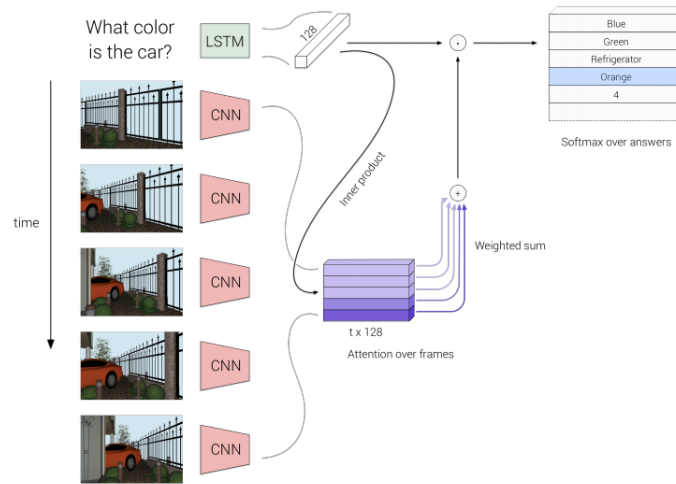 What color
is the car?
LSTM
128
Blue
Green
Refrigerator
Orange
4
Softmax over answers
CNN
CNN
time
Inner product
Weighted sum
CNN
t x 128
Attention over frames
CNN
CNN